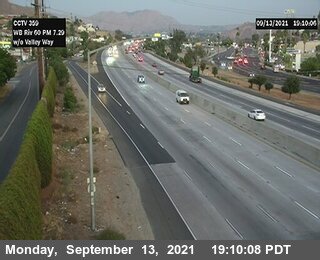 CCTV 359
09/13/2021 19:10:06
WB Riv 60 PM 7.29
w/o Valley Way
Monday, September 13, 2021 19:10:08 PDT